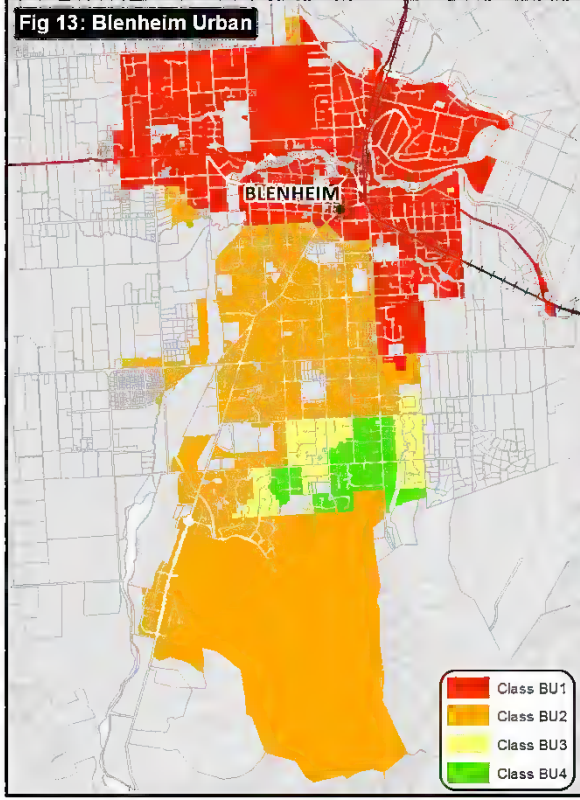 Fig 13: Blenheim Urban
BLENHEIM
Class BU1
Class BU2
Class BU3
Class BU4